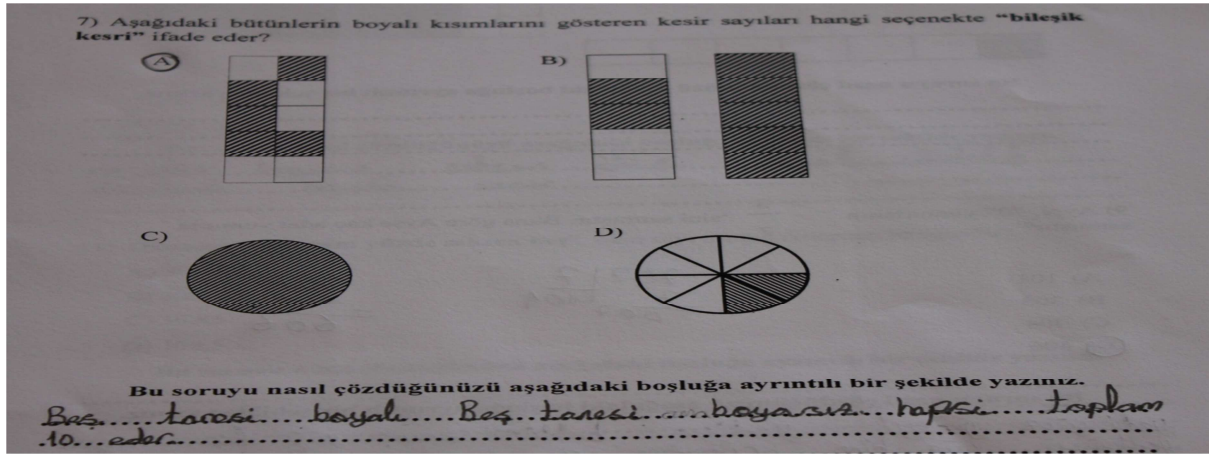 7) Aşağıdaki bütünlerin boyalı kısımlarını gösteren kesir sayıları hangi seçenekte “bileşik
kesri” ifade eder?
A) B)
C) D)
Bu soruyu nasıl çözdüğünüzü aşağıdaki boşluğa ayrıntılı bir şekilde yazınız.
Beş tanesi boyalı Beş tanesi boyasız hepsi toplam
10 eder